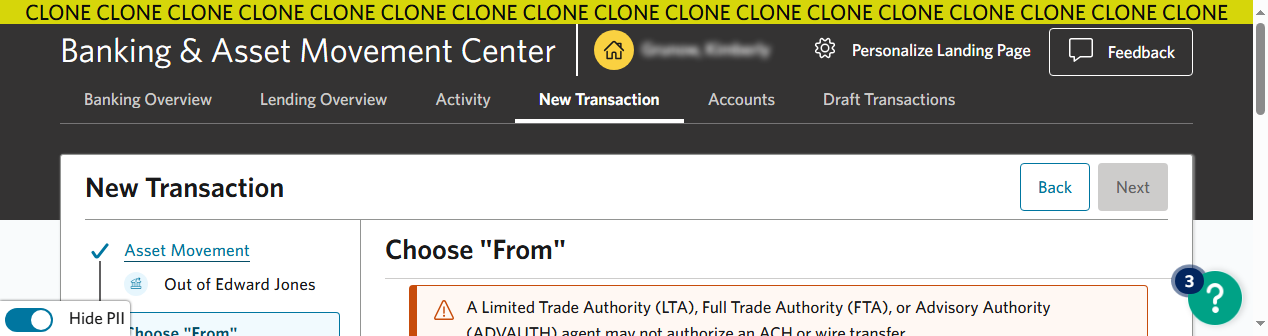 CLONE CLONE CLONE CLONE CLONE CLONE CLONE CLONE CLONE CLONE CLONE CLONE CLONE CLONE CLONE CLONE CLONE
Banking & Asset Movement Center
Personalize Landing Page
Feedback
Banking Overview
Lending Overview
Activity
New Transaction
Accounts
Draft Transactions
New Transaction
Back
Next
Asset Movement
Out of Edward Jones
Choose "From"
Choose "From"
A Limited Trade Authority (LTA), Full Trade Authority (FTA), or Advisory Authority
(ADVAUTH) agent may not authorize an ACH or wire transfer.
Hide PII
3
?